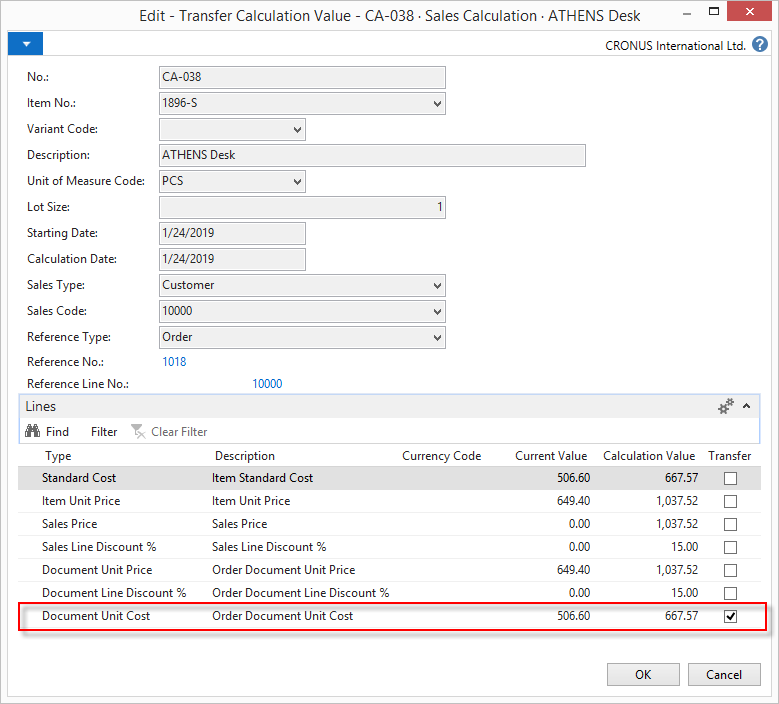 Edit - Transfer Calculation Value - CA-038 · Sales Calculation · ATHENS Desk
CRONUS International Ltd. ?
No.: CA-038
Item No.: 1896-S
Variant Code:
Description: ATHENS Desk
Unit of Measure Code: PCS
Lot Size: 1
Starting Date: 1/24/2019
Calculation Date: 1/24/2019
Sales Type: Customer
Sales Code: 10000
Reference Type: Order
Reference No.: 1018
Reference Line No.: 10000
Lines
Find Filter Clear Filter
Type Description Currency Code Current Value Calculation Value Transfer
Standard Cost Item Standard Cost 506.60 667.57
Item Unit Price Item Unit Price 649.40 1,037.52
Sales Price Sales Price 0.00 1,037.52
Sales Line Discount % Sales Line Discount % 0.00 15.00
Document Unit Price Order Document Unit Price 649.40 1,037.52
Document Line Discount % Order Document Line Discount % 0.00 15.00
Document Unit Cost Order Document Unit Cost 506.60 667.57
OK Cancel